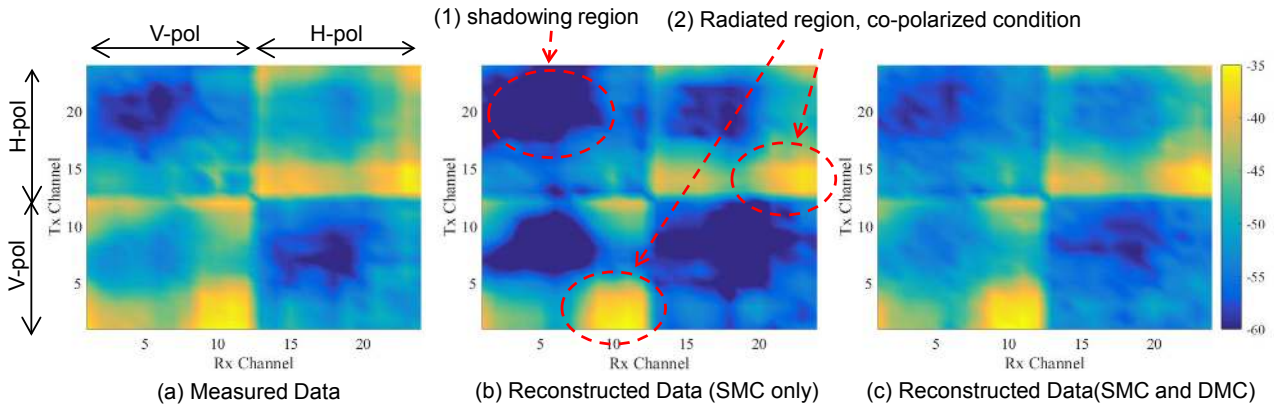 (1) shadowing region
(2) Radiated region, co-polarized condition
V-pol
H-pol
H-pol
V-pol
Tx Channel
20
15
10
5
5
10
15
20
Rx Channel
(a) Measured Data
Tx Channel
20
15
10
5
5
10
15
20
Rx Channel
(b) Reconstructed Data (SMC only)
Tx Channel
20
15
10
5
5
10
15
20
Rx Channel
(c) Reconstructed Data(SMC and DMC)
-35
-40
-45
-50
-55
-60